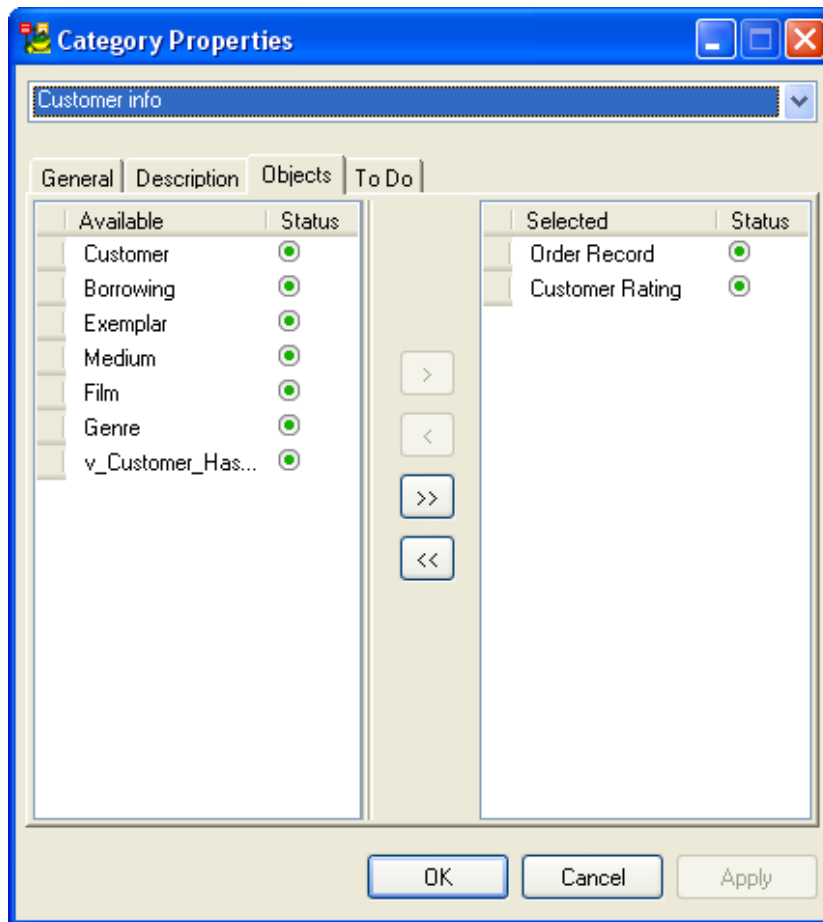 Category Properties
Customer info
General Description Objects To Do
Available Status Selected Status
Customer Order Record
Borrowing Customer Rating
Exemplar
Medium
>
Film
<
Genre
v_Customer_Has...
>>
<<
OK Cancel Apply